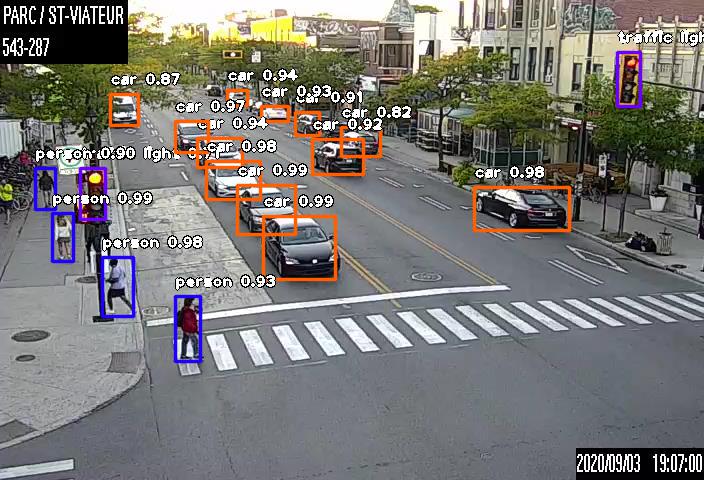 PARC / ST-VIATEUR
543-287
traffic ligh
car 0.87
car 0.94
car 0.93
car 0.91
car 0.97
car 0.82
car 0.94
car 0.92
car 0.98
person 0.90
car 0.99
car 0.98
person 0.99
car 0.99
person 0.98
person 0.93
2020/09/03 19:07:00